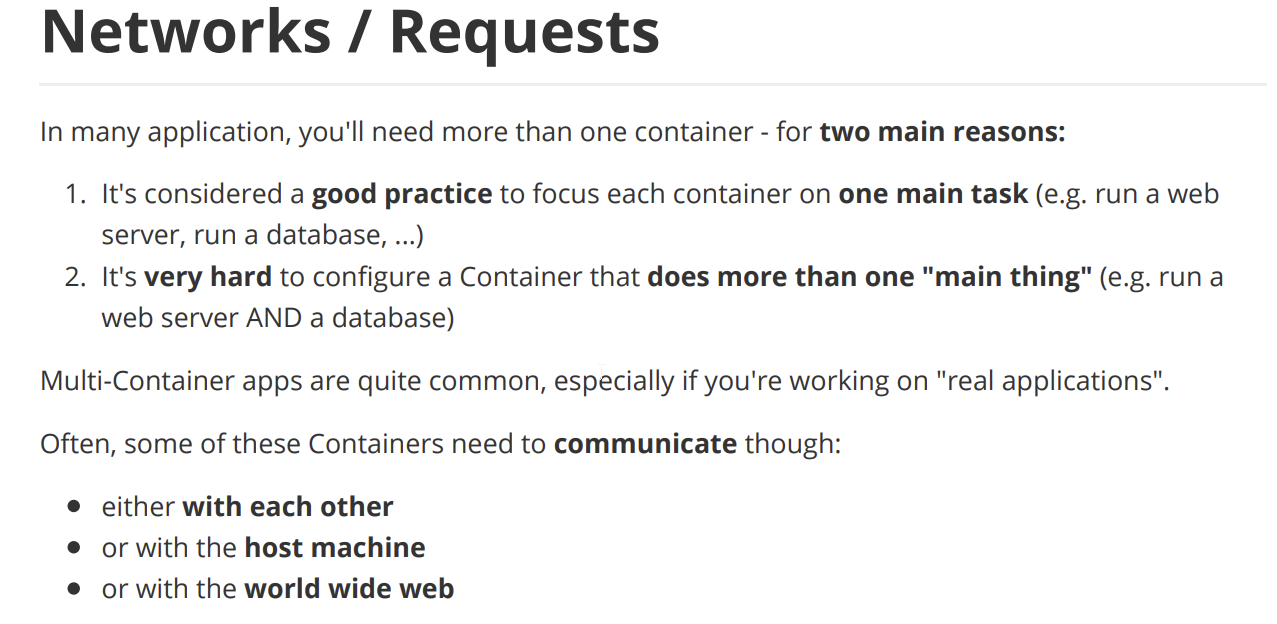 Networks / Requests
In many application, you'll need more than one container - for two main reasons:
1. It's considered a good practice to focus each container on one main task (e.g. run a web
server, run a database, ...)
2. It's very hard to configure a Container that does more than one "main thing" (e.g. run a
web server AND a database)
Multi-Container apps are quite common, especially if you're working on "real applications".
Often, some of these Containers need to communicate though:
● either with each other
● or with the host machine
● or with the world wide web